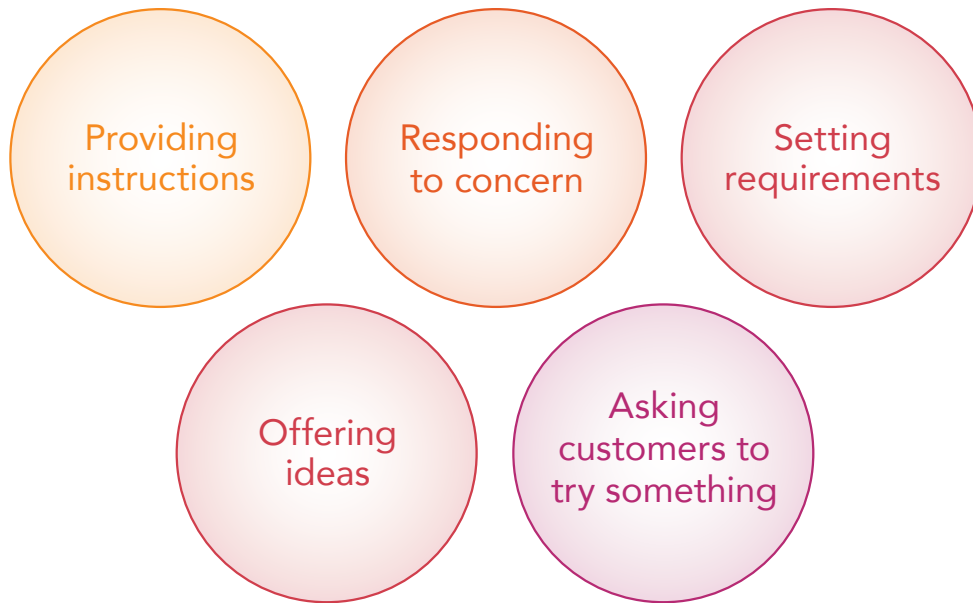 Providing
instructions
Responding
to concern
Setting
requirements
Offering
ideas
Asking
customers to
try something